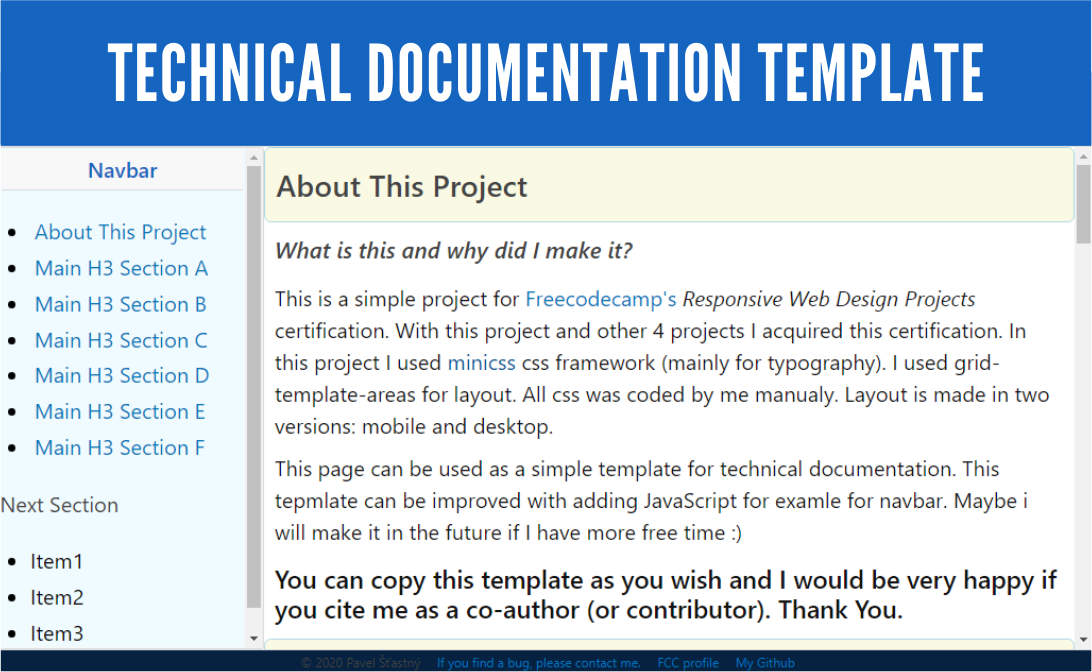 TECHNICAL DOCUMENTATION TEMPLATE
Navbar
About This Project
Main H3 Section A
Main H3 Section B
Main H3 Section C
Main H3 Section D
Main H3 Section E
Main H3 Section F
Next Section
Item1
Item2
Item3
About This Project
What is this and why did I make it?
This is a simple project for Freecodecamp's Responsive Web Design Projects
certification. With this project and other 4 projects I acquired this certification. In
this project I used minicss css framework (mainly for typography). I used grid-
template-areas for layout. All css was coded by me manualy. Layout is made in two
versions: mobile and desktop.
This page can be used as a simple template for technical documentation. This
tepmlate can be improved with adding JavaScript for examle for navbar. Maybe i
will make it in the future if I have more free time :)
You can copy this template as you wish and I would be very happy if
you cite me as a co-author (or contributor). Thank You.
© 2020 Pavel Šťastný If you find a bug, please contact me. FCC profile My Github